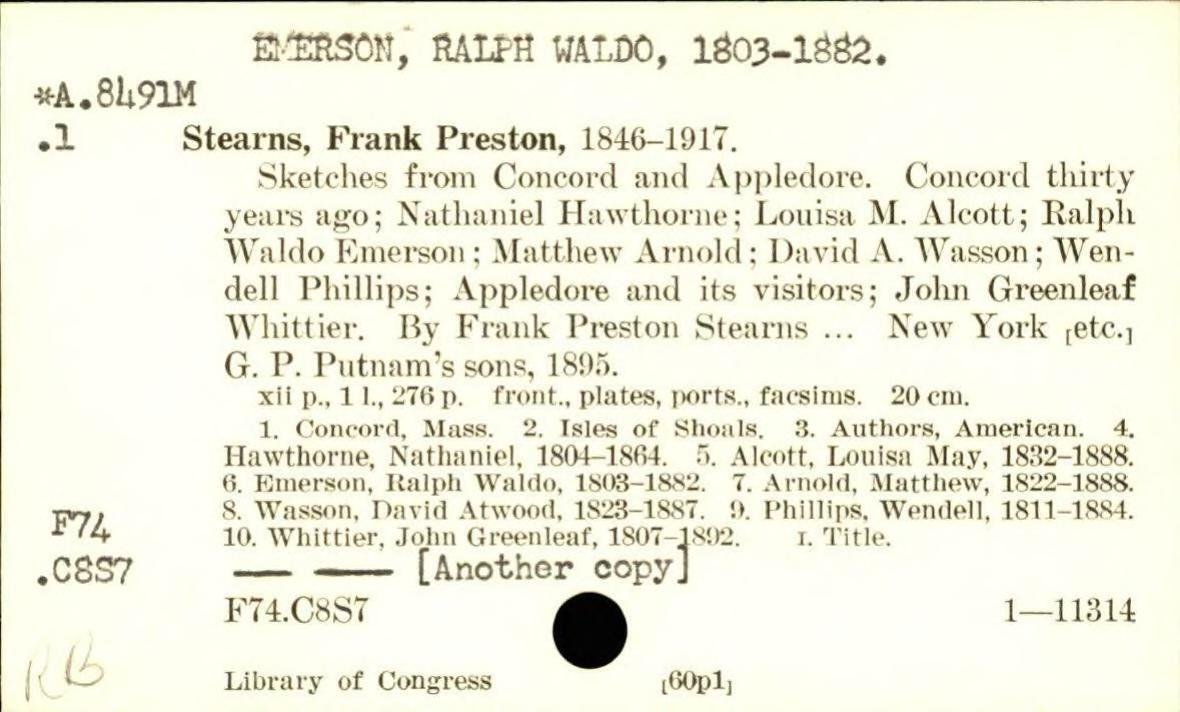 EMERSON, RALPH WALDO, 1803-1882.
*A.8491M
.1 Stearns, Frank Preston, 1846–1917.
Sketches from Concord and Appledore. Concord thirty
years ago; Nathaniel Hawthorne; Louisa M. Alcott; Ralph
Waldo Emerson; Matthew Arnold; David A. Wasson; Wen-
dell Phillips; Appledore and its visitors; John Greenleaf
Whittier. By Frank Preston Stearns ... New York [etc.]
G. P. Putnam's sons, 1895.
xii p., 1 l., 276 p. front., plates, ports., facsims. 20 cm.
1. Concord, Mass. 2. Isles of Shoals. 3. Authors, American. 4.
Hawthorne, Nathaniel, 1804–1864. 5. Alcott, Louisa May, 1832–1888.
6. Emerson, Ralph Waldo, 1803–1882. 7. Arnold, Matthew, 1822–1888.
8. Wasson, David Atwood, 1823–1887. 9. Phillips, Wendell, 1811–1884.
F74 10. Whittier, John Greenleaf, 1807–1892. I. Title.
.C8S7 — — [Another copy]
F74.C8S7 1—11314
RB
Library of Congress [60p1]